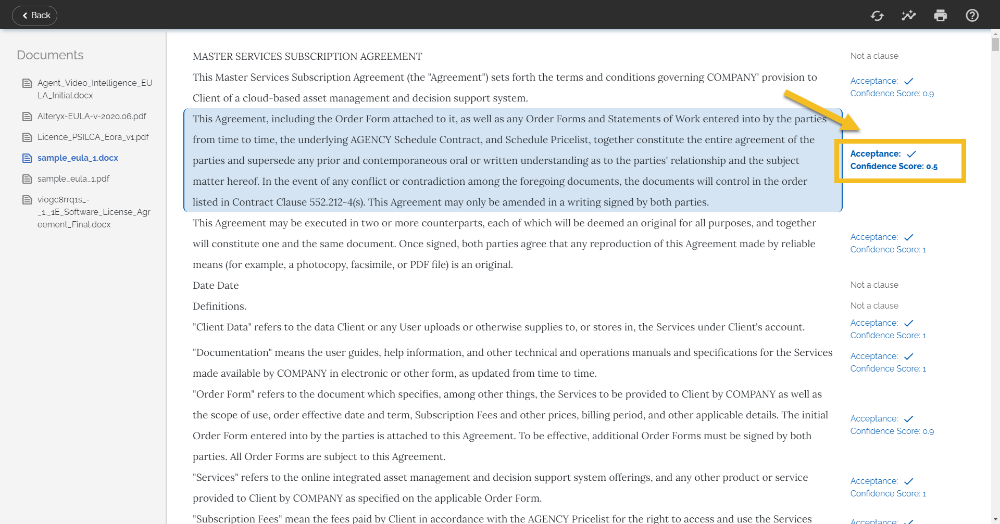 Back
Documents
Agent_Video_Intelligence_EU
LA_Initial.docx
Alteryx-EULA-v-2020.06.pdf
Licence_PSILCA_Eora_v1.pdf
sample_eula_1.docx
sample_eula_1.pdf
viogc8rrq1s_-
_1._1E_Software_License_Agr
eement_Final.docx
MASTER SERVICES SUBSCRIPTION AGREEMENT
Not a clause
This Master Services Subscription Agreement (the "Agreement") sets forth the terms and conditions governing COMPANY' provision to
Client of a cloud-based asset management and decision support system.
Acceptance:
Confidence Score: 0.9
This Agreement, including the Order Form attached to it, as well as any Order Forms and Statements of Work entered into by the parties
from time to time, the underlying AGENCY Schedule Contract, and Schedule Pricelist, together constitute the entire agreement of the
parties and supersede any prior and contemporaneous oral or written understanding as to the parties' relationship and the subject
matter hereof. In the event of any conflict or contradiction among the foregoing documents, the documents will control in the order
listed in Contract Clause 552.212-4(s). This Agreement may only be amended in a writing signed by both parties.
Acceptance:
Confidence Score: 0.5
This Agreement may be executed in two or more counterparts, each of which will be deemed an original for all purposes, and together
will constitute one and the same document. Once signed, both parties agree that any reproduction of this Agreement made by reliable
means (for example, a photocopy, facsimile, or PDF file) is an original.
Acceptance:
Confidence Score: 1
Date Date
Not a clause
Definitions.
Not a clause
"Client Data" refers to the data Client or any User uploads or otherwise supplies to, or stores in, the Services under Client's account.
Acceptance:
Confidence Score: 1
"Documentation" means the user guides, help information, and other technical and operations manuals and specifications for the Services
made available by COMPANY in electronic or other form, as updated from time to time.
Acceptance:
Confidence Score: 1
"Order Form" refers to the document which specifies, among other things, the Services to be provided to Client by COMPANY as well as
the scope of use, order effective date and term, Subscription Fees and other prices, billing period, and other applicable details. The initial
Order Form entered into by the parties is attached to this Agreement. To be effective, additional Order Forms must be signed by both
parties. All Order Forms are subject to this Agreement.
Acceptance:
Confidence Score: 0.9
"Services" refers to the online integrated asset management and decision support system offerings, and any other product or service
provided to Client by COMPANY as specified on the applicable Order Form.
Acceptance:
Confidence Score: 1
"Subscription Fees" mean the fees paid by Client in accordance with the AGENCY Pricelist for the right to access and use the Services
Acceptance: